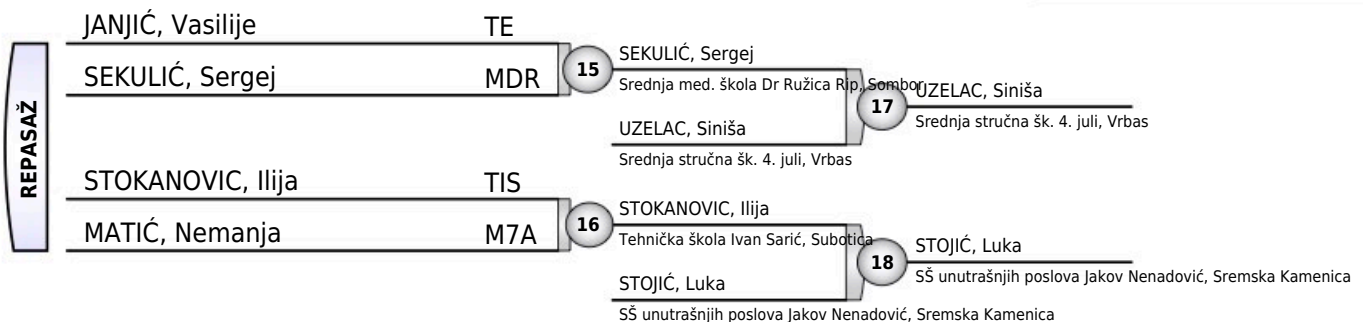 REPASAŽ
JANJIĆ, Vasilije TE
SEKULIĆ, Sergej MDR
15
SEKULIĆ, Sergej
Srednja med. škola Dr Ružica Rip, Sombor
UZELAC, Siniša
Srednja stručna šk. 4. juli, Vrbas
17
UZELAC, Siniša
Srednja stručna šk. 4. juli, Vrbas
STOKANOVIC, Ilija TIS
MATIĆ, Nemanja M7A
16
STOKANOVIC, Ilija
Tehnička škola Ivan Sarić, Subotica
STOJIĆ, Luka
SŠ unutrašnjih poslova Jakov Nenadović, Sremska Kamenica
18
STOJIĆ, Luka
SŠ unutrašnjih poslova Jakov Nenadović, Sremska Kamenica